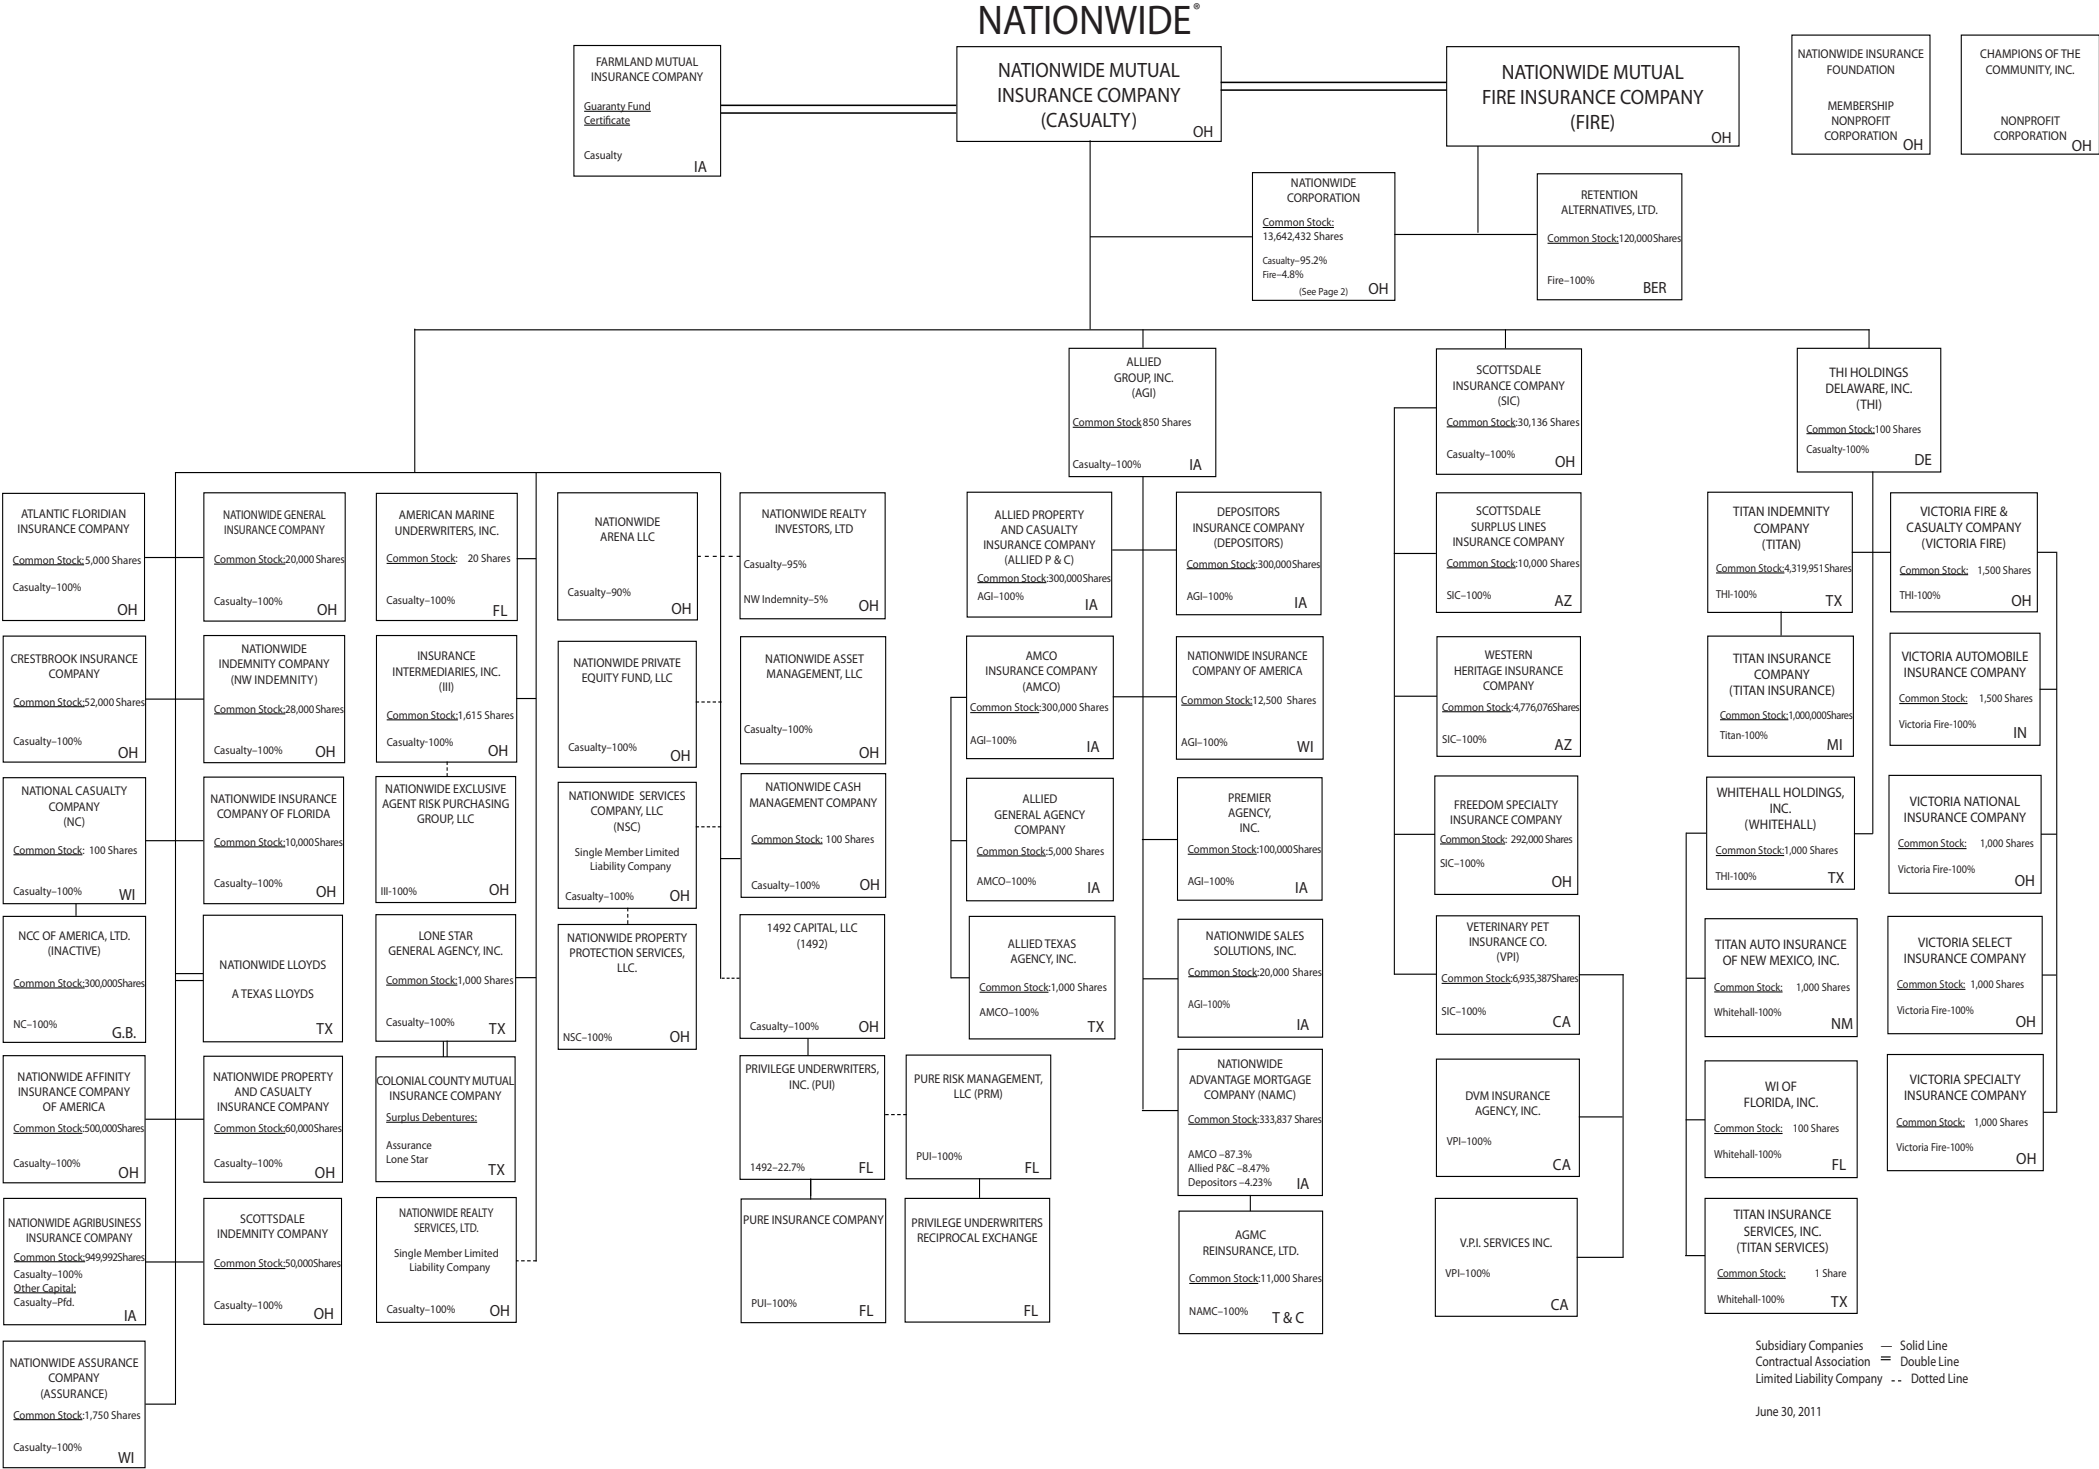 NATIONWIDE®
FARMLAND MUTUAL
INSURANCE COMPANY
Guaranty Fund
Certificate
Casualty
IA
NATIONWIDE MUTUAL
INSURANCE COMPANY
(CASUALTY)
OH
NATIONWIDE MUTUAL
FIRE INSURANCE COMPANY
(FIRE)
OH
NATIONWIDE INSURANCE
FOUNDATION
MEMBERSHIP
NONPROFIT
CORPORATION
OH
CHAMPIONS OF THE
COMMUNITY, INC.
NONPROFIT
CORPORATION
OH
NATIONWIDE
CORPORATION
Common Stock:
13,642,432 Shares
Casualty–95.2%
Fire–4.8%
(See Page 2)
OH
RETENTION
ALTERNATIVES, LTD.
Common Stock:120,000Shares
Fire–100%
BER
ALLIED
GROUP, INC.
(AGI)
Common Stock 850 Shares
Casualty–100%
IA
SCOTTSDALE
INSURANCE COMPANY
(SIC)
Common Stock:30,136 Shares
Casualty–100%
OH
THI HOLDINGS
DELAWARE, INC.
(THI)
Common Stock:100 Shares
Casualty-100%
DE
ATLANTIC FLORIDIAN
INSURANCE COMPANY
Common Stock:5,000 Shares
Casualty–100%
OH
NATIONWIDE GENERAL
INSURANCE COMPANY
Common Stock:20,000 Shares
Casualty–100%
OH
AMERICAN MARINE
UNDERWRITERS, INC.
Common Stock: 20 Shares
Casualty–100%
FL
NATIONWIDE
ARENA LLC
Casualty–90%
OH
NATIONWIDE REALTY
INVESTORS, LTD
Casualty–95%
NW Indemnity–5%
OH
ALLIED PROPERTY
AND CASUALTY
INSURANCE COMPANY
(ALLIED P & C)
Common Stock:300,000Shares
AGI–100%
IA
DEPOSITORS
INSURANCE COMPANY
(DEPOSITORS)
Common Stock:300,000Shares
AGI–100%
IA
SCOTTSDALE
SURPLUS LINES
INSURANCE COMPANY
Common Stock:10,000 Shares
SIC–100%
AZ
TITAN INDEMNITY
COMPANY
(TITAN)
Common Stock:4,319,951Shares
THI-100%
TX
VICTORIA FIRE &
CASUALTY COMPANY
(VICTORIA FIRE)
Common Stock: 1,500 Shares
THI-100%
OH
CRESTBROOK INSURANCE
COMPANY
Common Stock:52,000 Shares
Casualty–100%
OH
NATIONWIDE
INDEMNITY COMPANY
(NW INDEMNITY)
Common Stock:28,000Shares
Casualty–100%
OH
INSURANCE
INTERMEDIARIES, INC.
(III)
Common Stock:1,615 Shares
Casualty-100%
OH
NATIONWIDE PRIVATE
EQUITY FUND, LLC
Casualty–100%
OH
NATIONWIDE ASSET
MANAGEMENT, LLC
Casualty–100%
OH
AMCO
INSURANCE COMPANY
(AMCO)
Common Stock:300,000 Shares
AGI–100%
IA
NATIONWIDE INSURANCE
COMPANY OF AMERICA
Common Stock:12,500 Shares
AGI–100%
WI
WESTERN
HERITAGE INSURANCE
COMPANY
Common Stock:4,776,076Shares
SIC–100%
AZ
TITAN INSURANCE
COMPANY
(TITAN INSURANCE)
Common Stock:1,000,000Shares
Titan-100%
MI
VICTORIA AUTOMOBILE
INSURANCE COMPANY
Common Stock: 1,500 Shares
Victoria Fire-100%
IN
NATIONAL CASUALTY
COMPANY
(NC)
Common Stock: 100 Shares
Casualty–100%
WI
NATIONWIDE INSURANCE
COMPANY OF FLORIDA
Common Stock:10,000Shares
Casualty–100%
OH
NATIONWIDE EXCLUSIVE
AGENT RISK PURCHASING
GROUP, LLC
III-100%
OH
NATIONWIDE SERVICES
COMPANY, LLC
(NSC)
Single Member Limited
Liability Company
Casualty–100%
OH
NATIONWIDE CASH
MANAGEMENT COMPANY
Common Stock: 100 Shares
Casualty–100%
OH
ALLIED
GENERAL AGENCY
COMPANY
Common Stock:5,000 Shares
AMCO–100%
IA
PREMIER
AGENCY,
INC.
Common Stock:100,000Shares
AGI–100%
IA
FREEDOM SPECIALTY
INSURANCE COMPANY
Common Stock: 292,000 Shares
SIC–100%
OH
WHITEHALL HOLDINGS,
INC.
(WHITEHALL)
Common Stock:1,000 Shares
THI-100%
TX
VICTORIA NATIONAL
INSURANCE COMPANY
Common Stock: 1,000 Shares
Victoria Fire-100%
OH
NCC OF AMERICA, LTD.
(INACTIVE)
Common Stock:300,000Shares
NC–100%
G.B.
NATIONWIDE LLOYDS
A TEXAS LLOYDS
TX
LONE STAR
GENERAL AGENCY, INC.
Common Stock:1,000 Shares
Casualty–100%
TX
NATIONWIDE PROPERTY
PROTECTION SERVICES,
LLC.
NSC–100%
OH
1492 CAPITAL, LLC
(1492)
Casualty–100%
OH
ALLIED TEXAS
AGENCY, INC.
Common Stock:1,000 Shares
AMCO–100%
TX
NATIONWIDE SALES
SOLUTIONS, INC.
Common Stock:20,000 Shares
AGI–100%
IA
VETERINARY PET
INSURANCE CO.
(VPI)
Common Stock:6,935,387Shares
SIC–100%
CA
TITAN AUTO INSURANCE
OF NEW MEXICO, INC.
Common Stock: 1,000 Shares
Whitehall-100%
NM
VICTORIA SELECT
INSURANCE COMPANY
Common Stock: 1,000 Shares
Victoria Fire-100%
OH
NATIONWIDE AFFINITY
INSURANCE COMPANY
OF AMERICA
Common Stock:500,000Shares
Casualty–100%
OH
NATIONWIDE PROPERTY
AND CASUALTY
INSURANCE COMPANY
Common Stock:60,000Shares
Casualty–100%
OH
COLONIAL COUNTY MUTUAL
INSURANCE COMPANY
Surplus Debentures:
Assurance
Lone Star
TX
PRIVILEGE UNDERWRITERS,
INC. (PUI)
1492–22.7%
FL
PURE RISK MANAGEMENT,
LLC (PRM)
PUI–100%
FL
NATIONWIDE
ADVANTAGE MORTGAGE
COMPANY (NAMC)
Common Stock:333,837 Shares
AMCO –87.3%
Allied P&C –8.47%
Depositors –4.23%
IA
DVM INSURANCE
AGENCY, INC.
VPI–100%
CA
WI OF
FLORIDA, INC.
Common Stock: 100 Shares
Whitehall-100%
FL
VICTORIA SPECIALTY
INSURANCE COMPANY
Common Stock: 1,000 Shares
Victoria Fire-100%
OH
NATIONWIDE AGRIBUSINESS
INSURANCE COMPANY
Common Stock:949,992Shares
Casualty–100%
Other Capital:
Casualty–Pfd.
IA
SCOTTSDALE
INDEMNITY COMPANY
Common Stock:50,000Shares
Casualty–100%
OH
NATIONWIDE REALTY
SERVICES, LTD.
Single Member Limited
Liability Company
Casualty–100%
OH
PURE INSURANCE COMPANY
PUI–100%
FL
PRIVILEGE UNDERWRITERS
RECIPROCAL EXCHANGE
FL
AGMC
REINSURANCE, LTD.
Common Stock:11,000 Shares
NAMC–100%
T & C
V.P.I. SERVICES INC.
VPI–100%
CA
TITAN INSURANCE
SERVICES, INC.
(TITAN SERVICES)
Common Stock: 1 Share
Whitehall-100%
TX
NATIONWIDE ASSURANCE
COMPANY
(ASSURANCE)
Common Stock:1,750 Shares
Casualty–100%
WI
Subsidiary Companies — Solid Line
Contractual Association = Double Line
Limited Liability Company -- Dotted Line
June 30, 2011